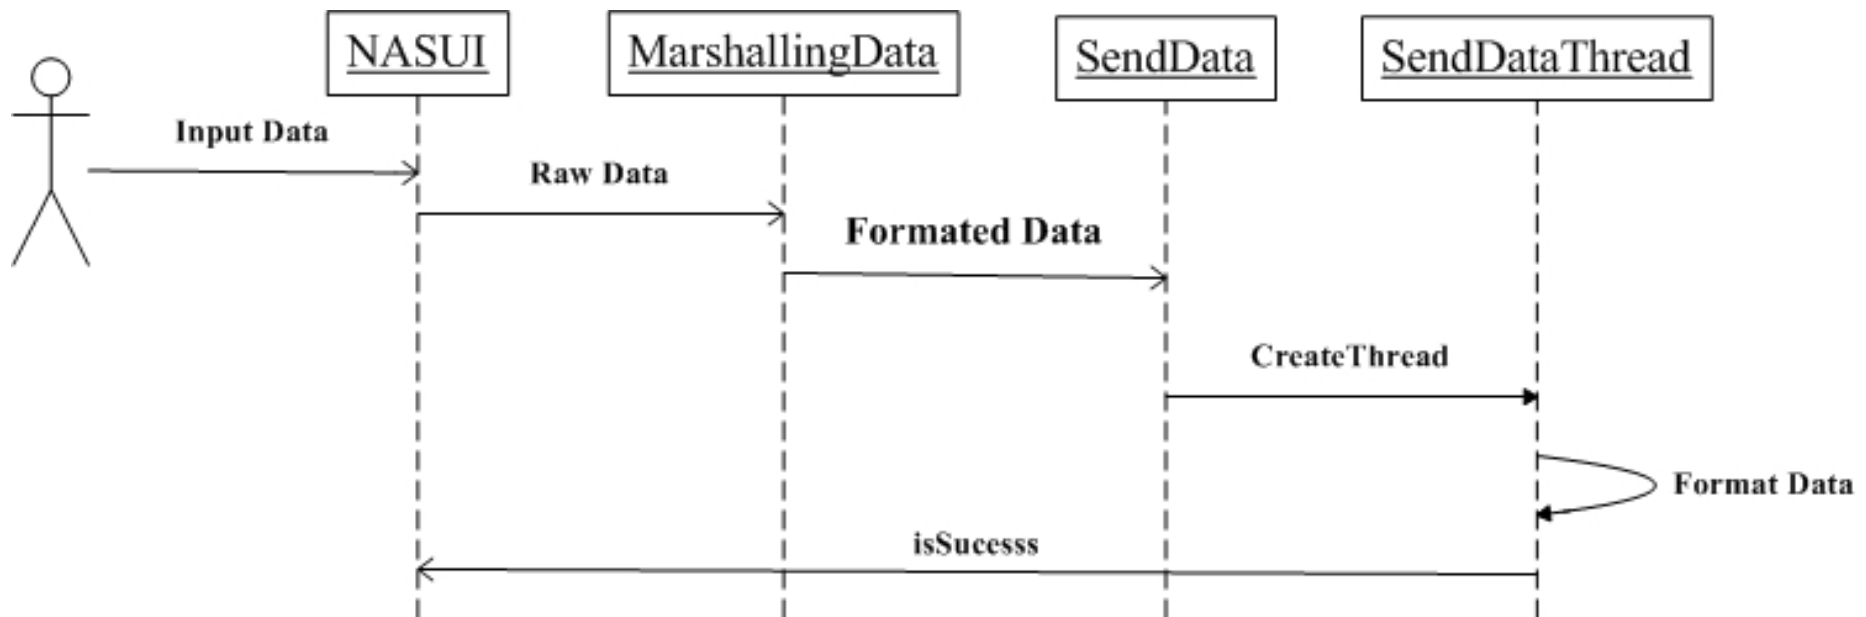 NASUI
MarshallingData
SendData
SendDataThread
Input Data
Raw Data
Formated Data
CreateThread
Format Data
isSucesss